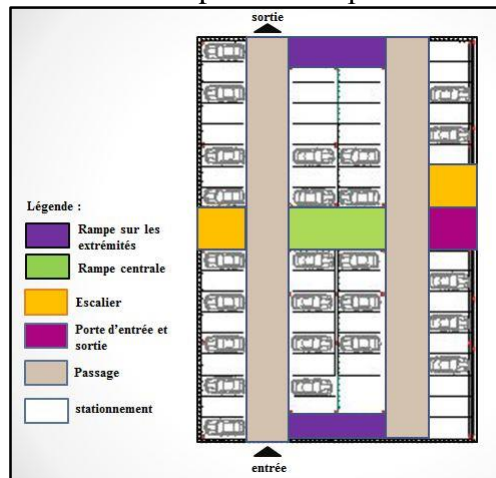 sortie
Légende :
Rampe sur les
extrémités
Rampe centrale
Escalier
Porte d'entrée et
sortie
Passage
stationnement
entrée